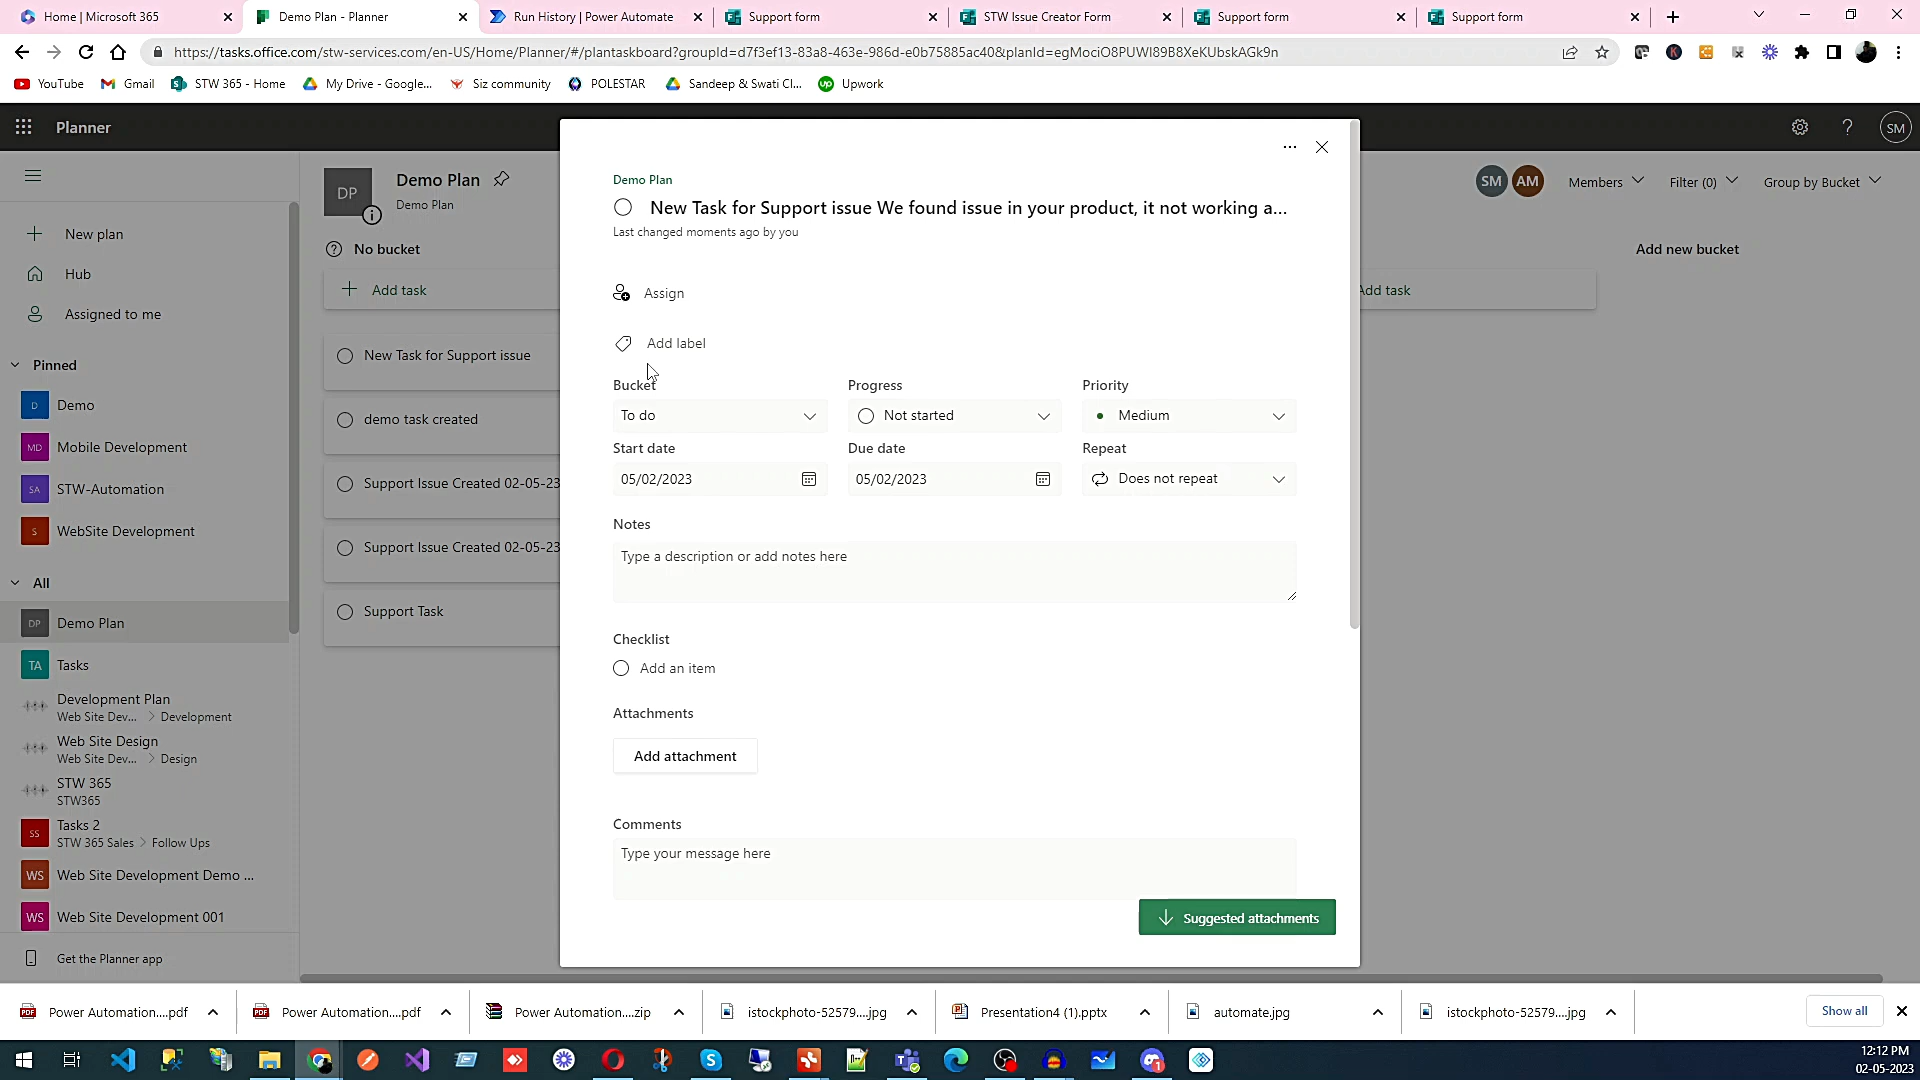 Home | Microsoft 365
Demo Plan - Planner
Run History | Power Automate
Support form
STW Issue Creator Form
Support form
Support form
https://tasks.office.com/stw-services.com/en-US/Home/Planner/#/plantaskboard?groupId=d7f3ef13-83a8-463e-986d-e0b75885ac40&planId=egMociO8PUWI89B8XeKUbskAGk9n
YouTube
Gmail
STW 365 - Home
My Drive - Google...
Siz community
POLESTAR
Sandeep & Swati Cl...
Upwork
Planner
SM
DP
Demo Plan
Demo Plan
SM
AM
Members
Filter (0)
Group by Bucket
New plan
Hub
Assigned to me
Pinned
D
Demo
MD
Mobile Development
SA
STW-Automation
S
WebSite Development
All
DP
Demo Plan
TA
Tasks
Development Plan
Web Site Dev... > Development
Web Site Design
Web Site Dev... > Design
STW 365
STW365
SS
Tasks 2
STW 365 Sales > Follow Ups
WS
Web Site Development Demo ...
WS
Web Site Development 001
Get the Planner app
No bucket
Add task
New Task for Support issue
demo task created
Support Issue Created 02-05-23
Support Issue Created 02-05-23
Support Task
Add task
Add new bucket
Demo Plan
New Task for Support issue We found issue in your product, it not working a...
Last changed moments ago by you
Assign
Add label
Bucket
Progress
Priority
To do
Not started
Medium
Start date
Due date
Repeat
05/02/2023
05/02/2023
Does not repeat
Notes
Type a description or add notes here
Checklist
Add an item
Attachments
Add attachment
Comments
Type your message here
Suggested attachments
Power Automation....pdf
Power Automation....pdf
Power Automation....zip
istockphoto-52579....jpg
Presentation4 (1).pptx
automate.jpg
istockphoto-52579....jpg
Show all
12:12 PM
02-05-2023